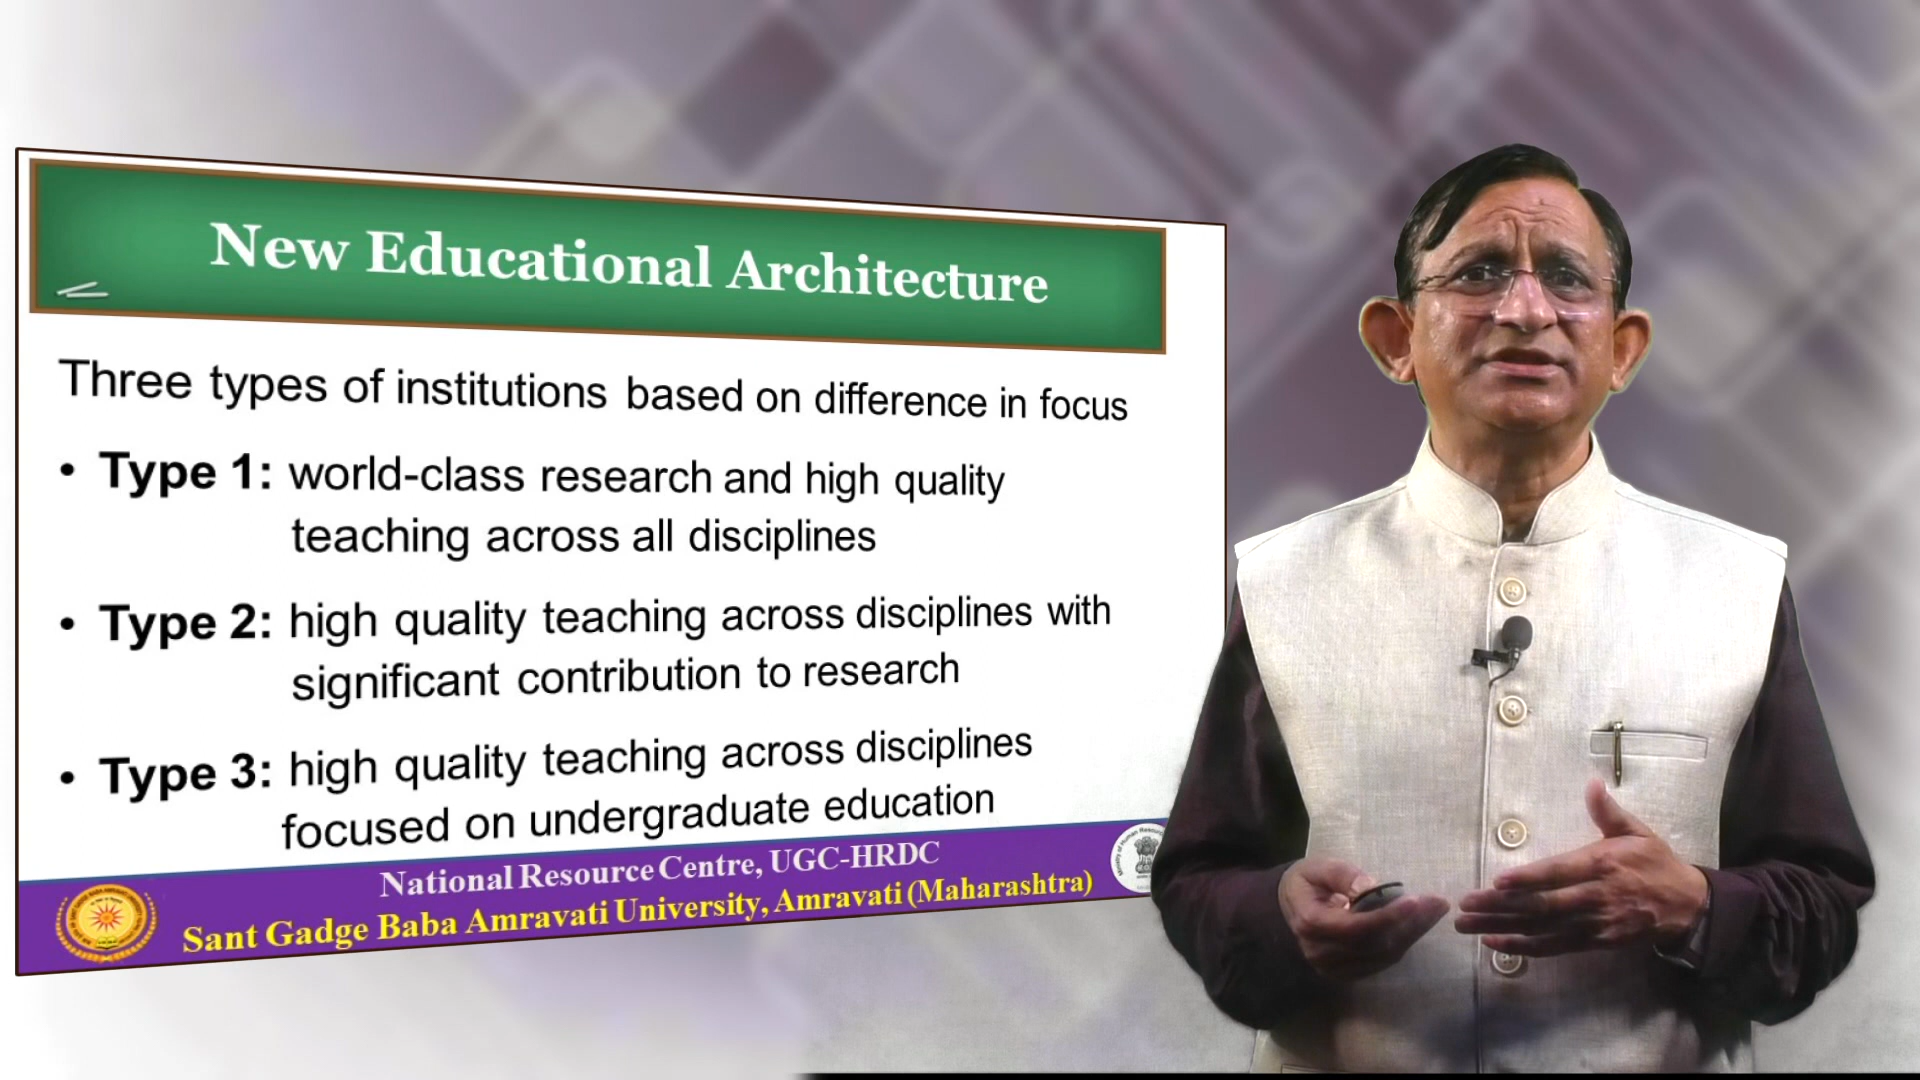 New Educational Architecture
Three types of institutions based on difference in focus
• Type 1: world-class research and high quality
teaching across all disciplines
• Type 2: high quality teaching across disciplines with
significant contribution to research
• Type 3: high quality teaching across disciplines
focused on undergraduate education
National Resource Centre, UGC-HRDC
Sant Gadge Baba Amravati University, Amravati (Maharashtra)